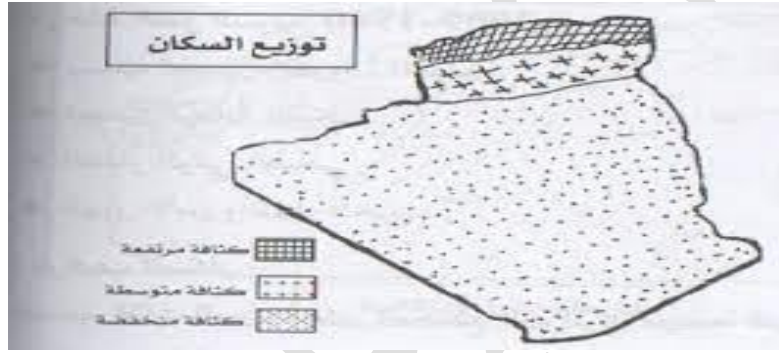 توزيع السكان
كثافة مرتفعة
كثافة متوسطة
كثافة منخفضة